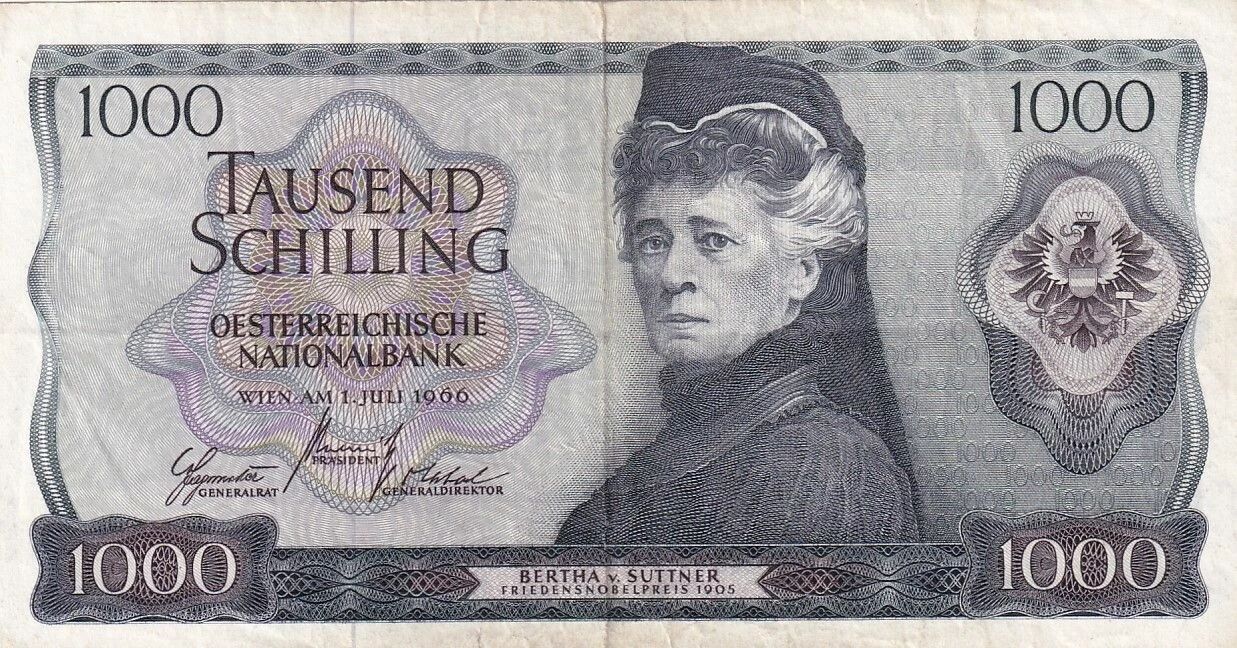 1000
1000
TAUSEND
SCHILLING
OESTERREICHISCHE
NATIONALBANK
WIEN AM 1. JULI 1966
PRÄSIDENT
GENERALRAT
GENERALDIREKTOR
1000
BERTHA v. SUTTNER
FRIEDENSNOBELPREIS 1905
1000